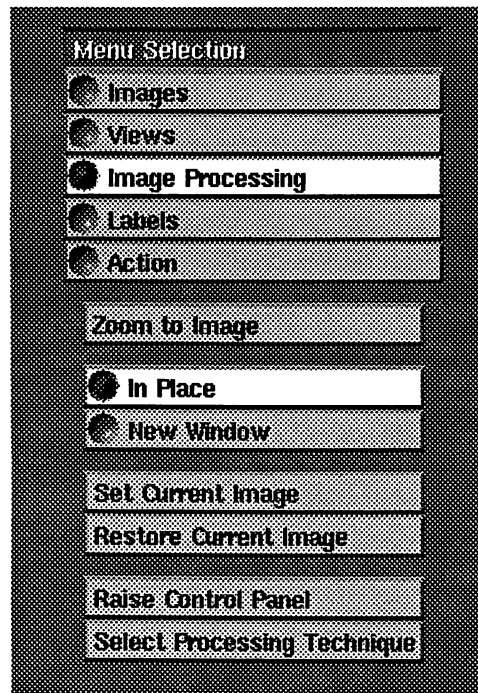 Menu Selection
Images
Views
Image Processing
Labels
Action
Zoom to Image
In Place
New Window
Set Current Image
Restore Current Image
Raise Control Panel
Select Processing Technique